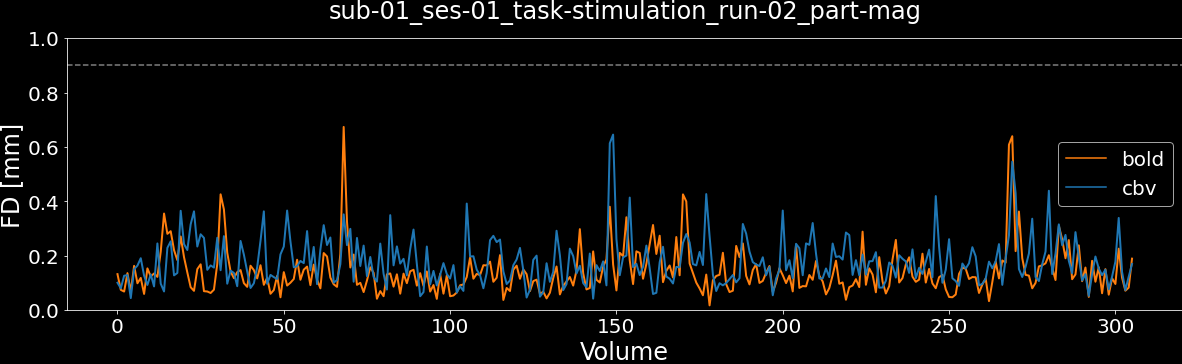 sub-01_ses-01_task-stimulation_run-02_part-mag
1.0
0.8
0.6
0.4
0.2
0.0
FD [mm]
bold
cbv
0 50 100 150 200 250 300
Volume